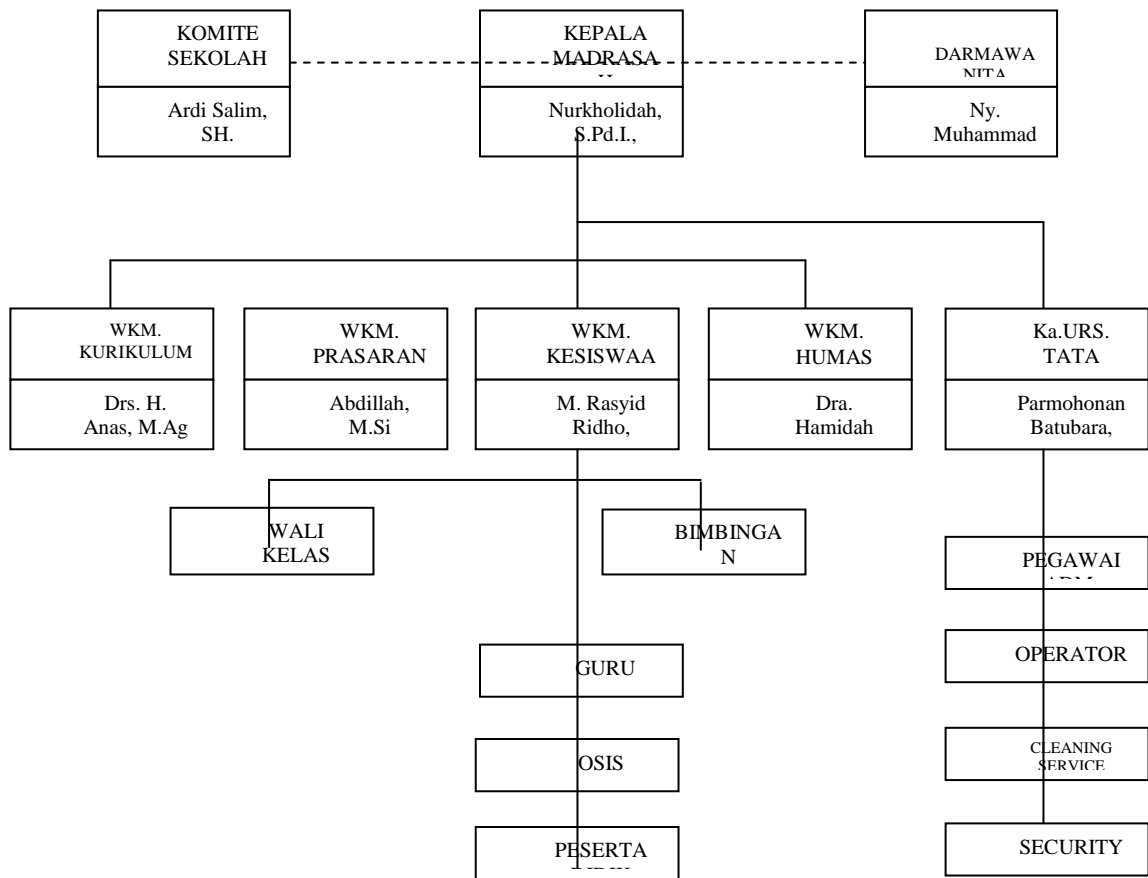 KOMITE
SEKOLAH
Ardi Salim,
SH.
KEPALA
MADRASA
Nurkholidah,
S.Pd.I.,
DARMAWA
NITA
Ny.
Muhammad
WKM.
KURIKULUM
Drs. H.
Anas, M.Ag
WKM.
PRASARAN
Abdillah,
M.Si
WKM.
KESISWAA
M. Rasyid
Ridho,
WKM.
HUMAS
Dra.
Hamidah
Ka.URS.
TATA
Parmohonan
Batubara,
WALI
KELAS
BIMBINGA
N
GURU
OSIS
PESERTA
PEGAWAI
OPERATOR
CLEANING
SERVICE
SECURITY